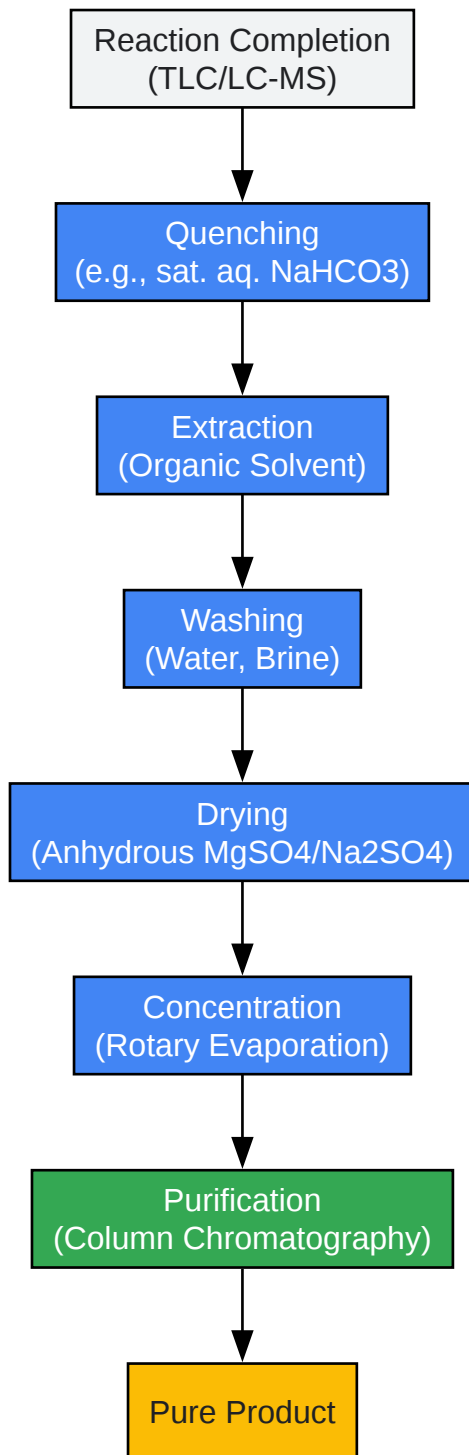 Reaction Completion
(TLC/LC-MS)
Quenching
(e.g., sat. aq. NaHCO3)
Extraction
(Organic Solvent)
Washing
(Water, Brine)
Drying
(Anhydrous MgSO4/Na2SO4)
Concentration
(Rotary Evaporation)
Purification
(Column Chromatography)
Pure Product